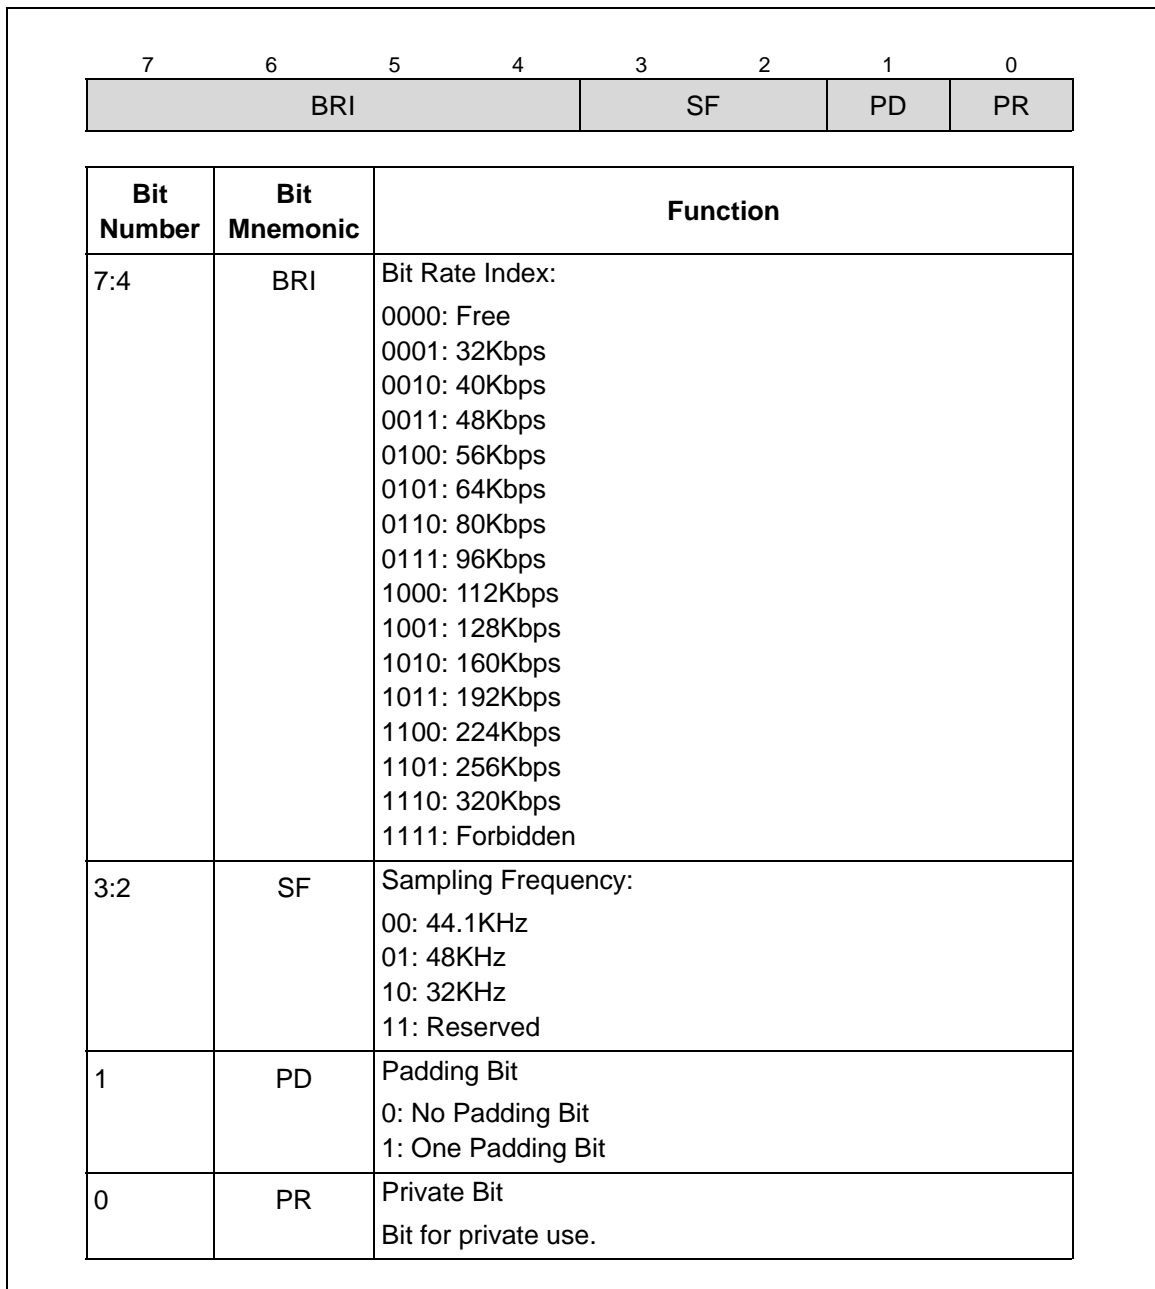 7 6 5 4 3 2 1 0
BRI SF PD PR
Bit Number Bit Mnemonic Function
7:4 BRI Bit Rate Index:
0000: Free
0001: 32Kbps
0010: 40Kbps
0011: 48Kbps
0100: 56Kbps
0101: 64Kbps
0110: 80Kbps
0111: 96Kbps
1000: 112Kbps
1001: 128Kbps
1010: 160Kbps
1011: 192Kbps
1100: 224Kbps
1101: 256Kbps
1110: 320Kbps
1111: Forbidden
3:2 SF Sampling Frequency:
00: 44.1KHz
01: 48KHz
10: 32KHz
11: Reserved
1 PD Padding Bit
0: No Padding Bit
1: One Padding Bit
0 PR Private Bit
Bit for private use.